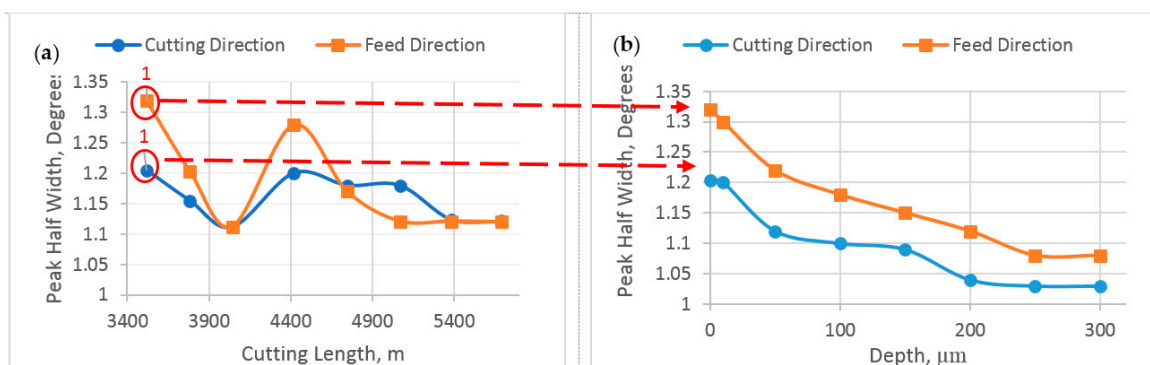 (a)
Cutting Direction
Feed Direction
Peak Half Width, Degrees
1.35
1.3
1.25
1.2
1.15
1.1
1.05
1
1
1
3400
3900
4400
4900
5400
Cutting Length, m
(b)
Cutting Direction
Feed Direction
Peak Half Width, Degrees
1.35
1.3
1.25
1.2
1.15
1.1
1.05
1
0
100
200
300
Depth, μm